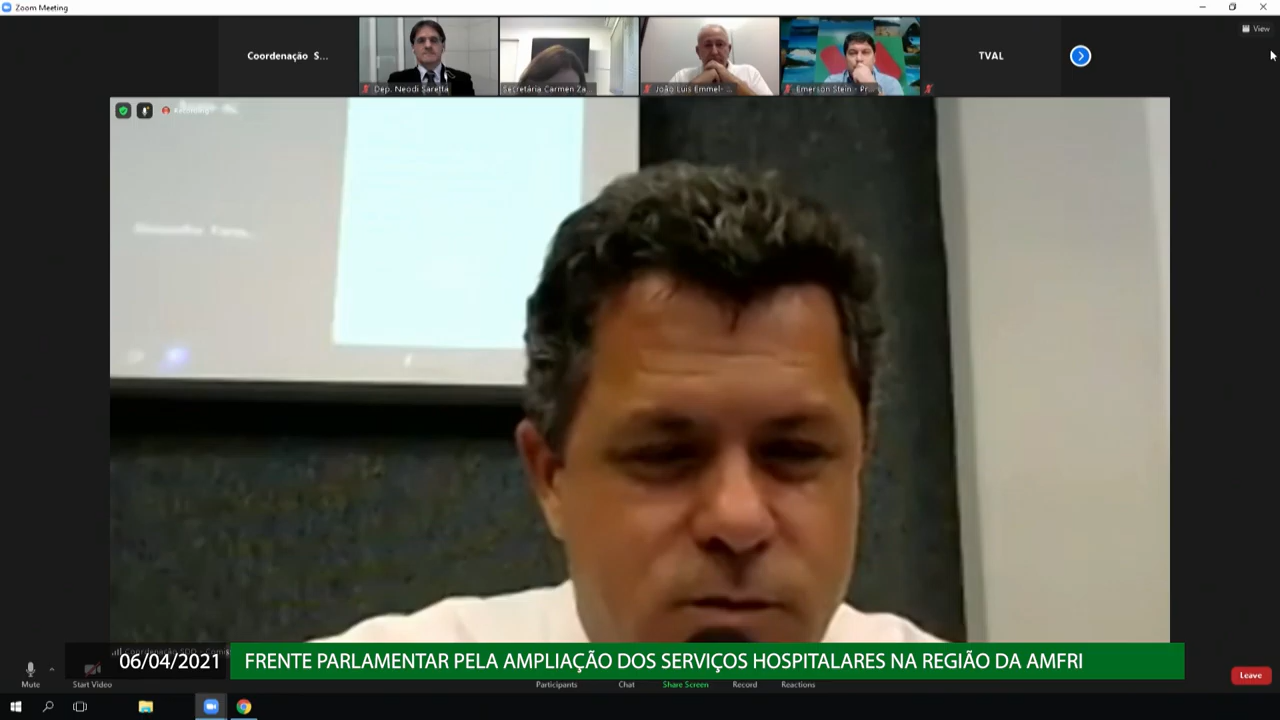 Zoom Meeting
View
Coordenação S...
Dep. Neodi Saretta
Secretária Carmen Za...
João Luis Emmel- ...
Emerson Stein - Pr...
TVAL
Recording
06/04/2021
FRENTE PARLAMENTAR PELA AMPLIAÇÃO DOS SERVIÇOS HOSPITALARES NA REGIÃO DA AMFRI
Mute
Start Video
Participants
Chat
Share Screen
Record
Reactions
Leave